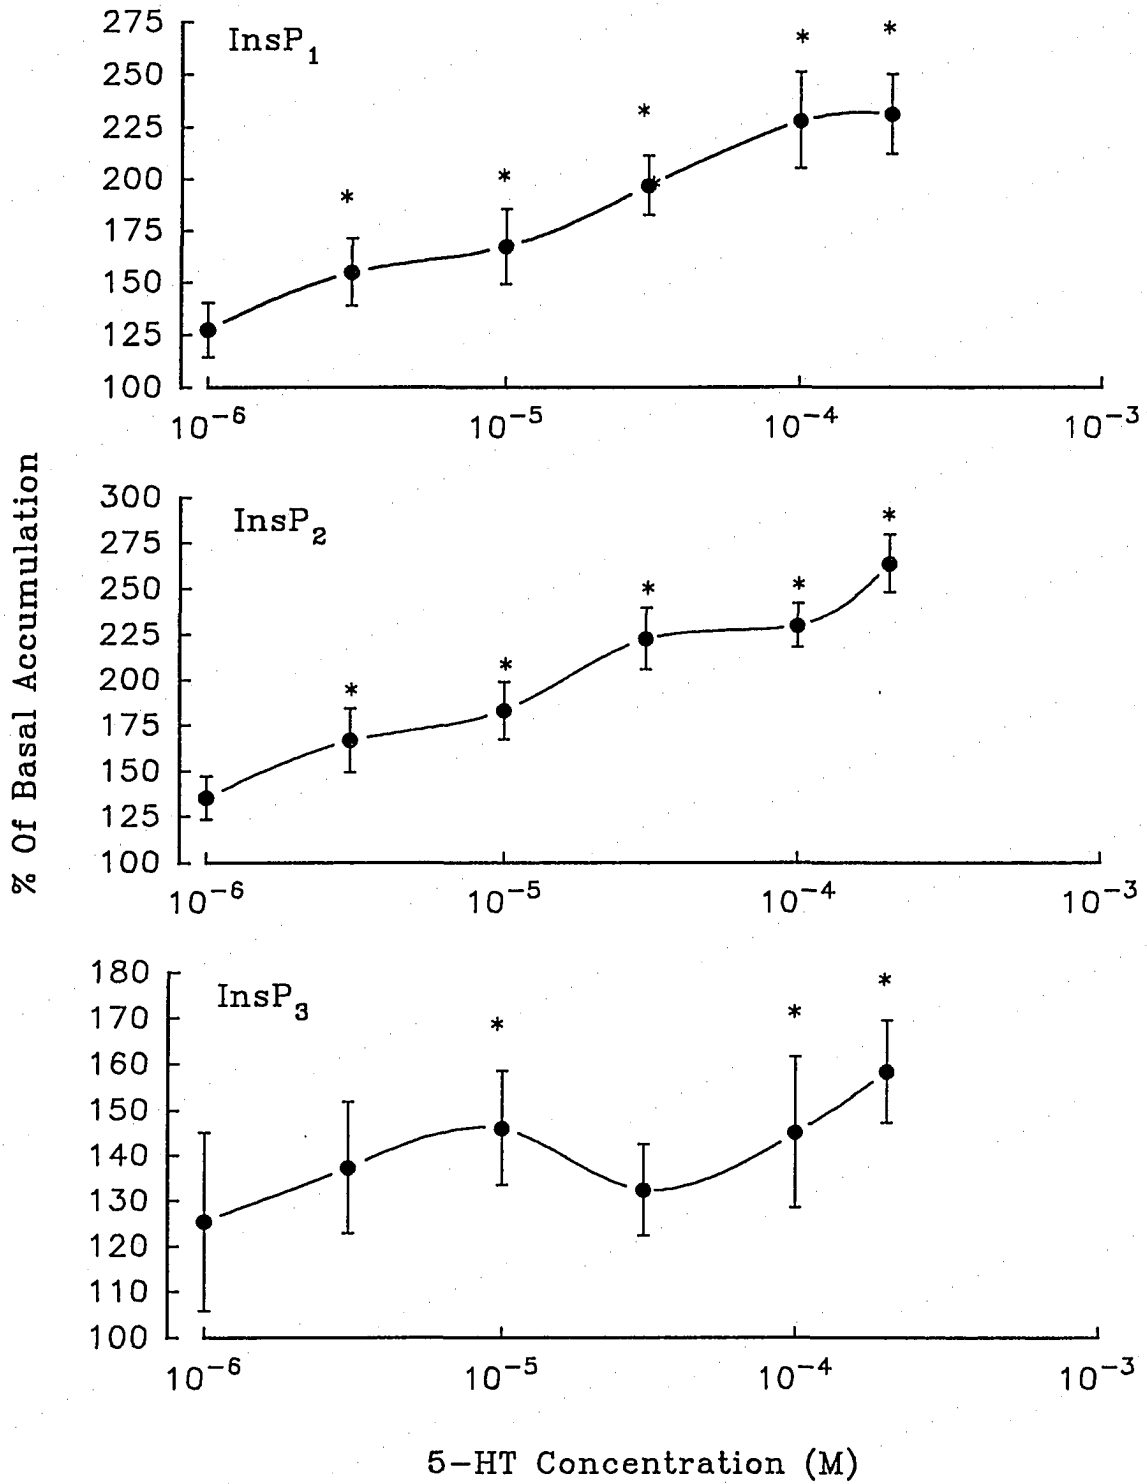 % Of Basal Accumulation
InsP₁
275
250
225
200
175
150
125
100
* * * * *
10⁻⁶ 10⁻⁵ 10⁻⁴ 10⁻³
InsP₂
300
275
250
225
200
175
150
125
100
* * * * *
10⁻⁶ 10⁻⁵ 10⁻⁴ 10⁻³
InsP₃
180
170
160
150
140
130
120
110
100
* * *
10⁻⁶ 10⁻⁵ 10⁻⁴ 10⁻³
5-HT Concentration (M)